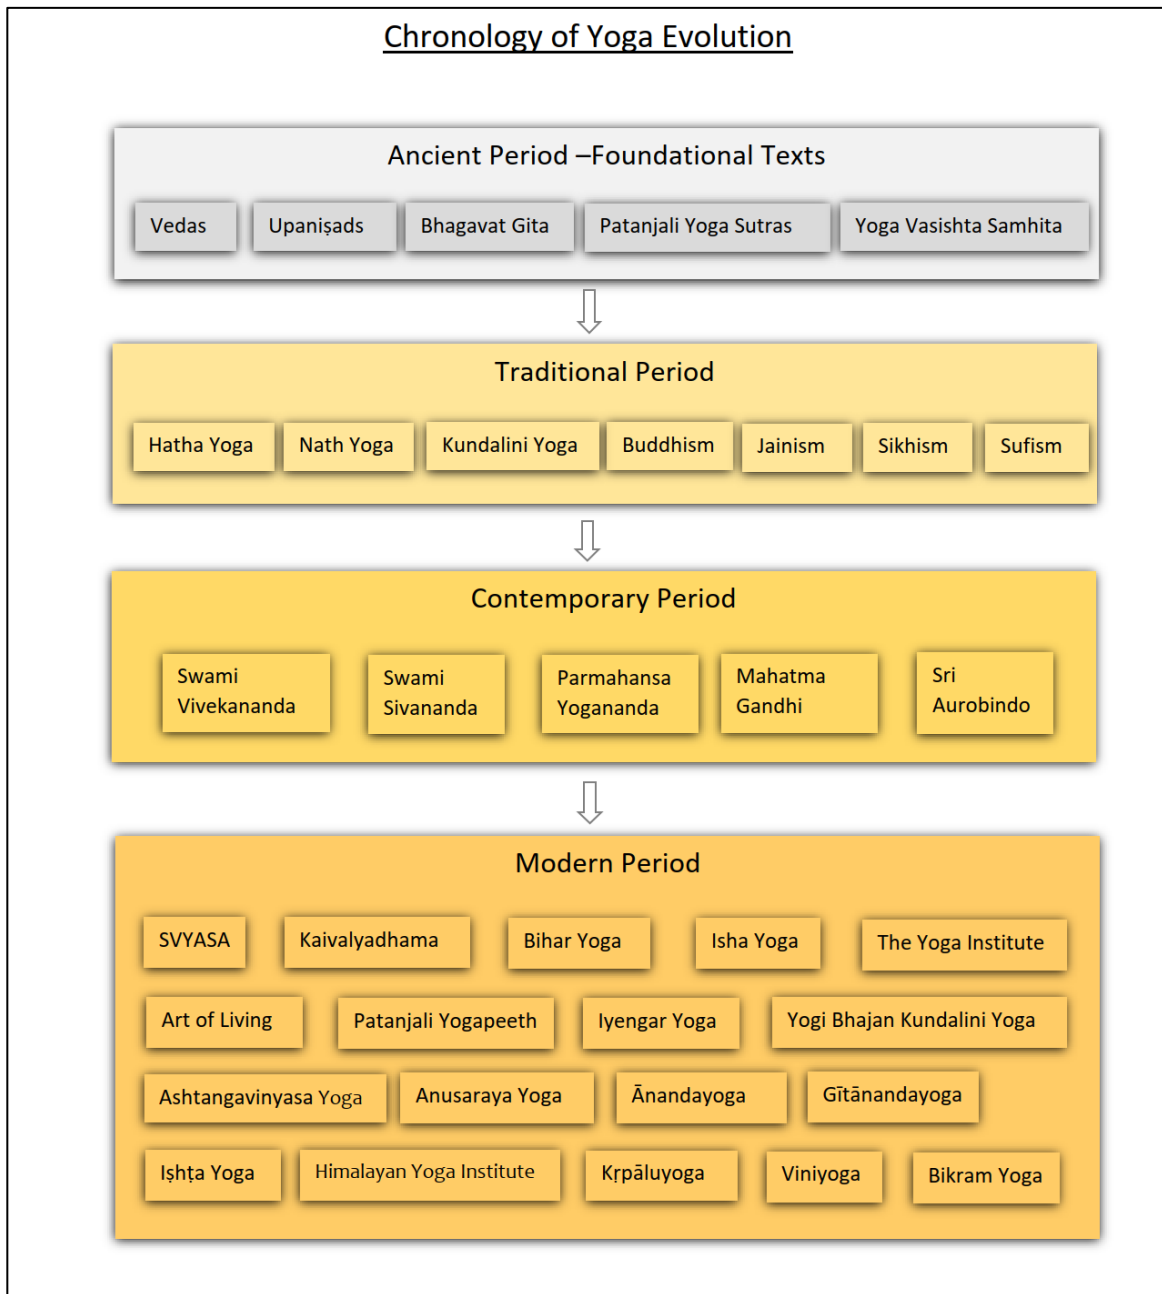 Chronology of Yoga Evolution
Ancient Period –Foundational Texts
Vedas
Upaniṣads
Bhagavat Gita
Patanjali Yoga Sutras
Yoga Vasishta Samhita
Traditional Period
Hatha Yoga
Nath Yoga
Kundalini Yoga
Buddhism
Jainism
Sikhism
Sufism
Contemporary Period
Swami
Vivekananda
Swami
Sivananda
Parmahansa
Yogananda
Mahatma
Gandhi
Sri
Aurobindo
Modern Period
SVYASA
Kaivalyadhama
Bihar Yoga
Isha Yoga
The Yoga Institute
Art of Living
Patanjali Yogapeeth
Iyengar Yoga
Yogi Bhajan Kundalini Yoga
Ashtangavinyasa Yoga
Anusaraya Yoga
Ānandayoga
Gītānandayoga
Iṣhṭa Yoga
Himalayan Yoga Institute
Kṛpāluyoga
Viniyoga
Bikram Yoga